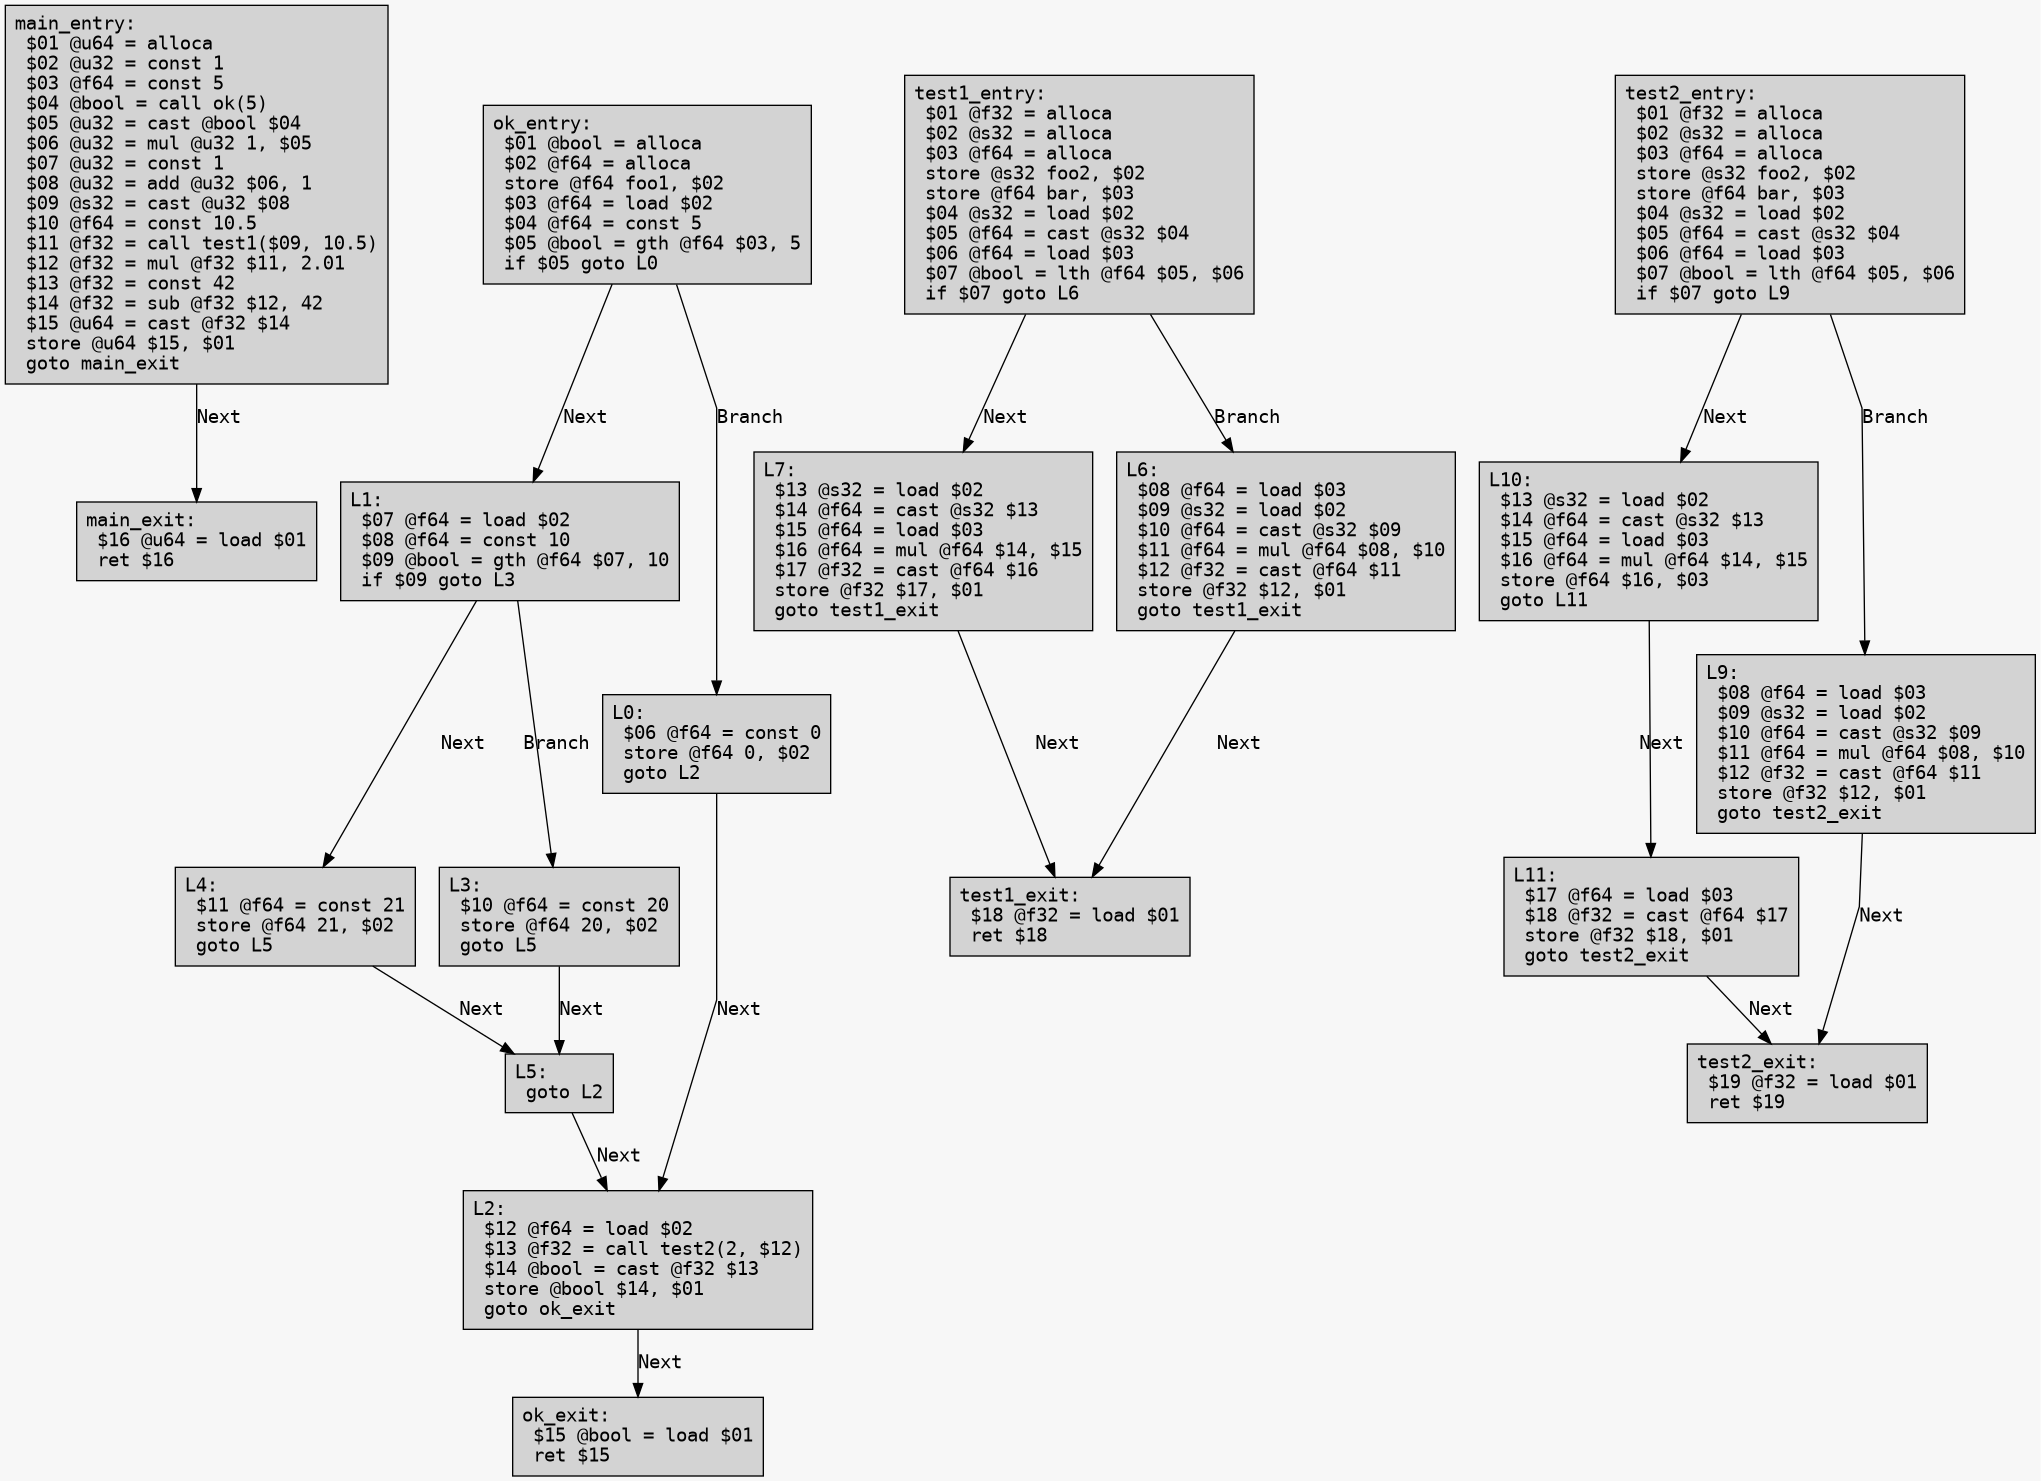 main_entry:
$01 @u64 = alloca
$02 @u32 = const 1
$03 @f64 = const 5
$04 @bool = call ok(5)
$05 @u32 = cast @bool $04
$06 @u32 = mul @u32 1, $05
$07 @u32 = const 1
$08 @u32 = add @u32 $06, 1
$09 @s32 = cast @u32 $08
$10 @f64 = const 10.5
$11 @f32 = call test1($09, 10.5)
$12 @f32 = mul @f32 $11, 2.01
$13 @f32 = const 42
$14 @f32 = sub @f32 $12, 42
$15 @u64 = cast @f32 $14
store @u64 $15, $01
goto main_exit
Next
main_exit:
$16 @u64 = load $01
ret $16
ok_entry:
$01 @bool = alloca
$02 @f64 = alloca
store @f64 foo1, $02
$03 @f64 = load $02
$04 @f64 = const 5
$05 @bool = gth @f64 $03, 5
if $05 goto L0
Next
Branch
L1:
$07 @f64 = load $02
$08 @f64 = const 10
$09 @bool = gth @f64 $07, 10
if $09 goto L3
Next
Branch
L0:
$06 @f64 = const 0
store @f64 0, $02
goto L2
L4:
$11 @f64 = const 21
store @f64 21, $02
goto L5
L3:
$10 @f64 = const 20
store @f64 20, $02
goto L5
Next
Next
Next
L5:
goto L2
Next
L2:
$12 @f64 = load $02
$13 @f32 = call test2(2, $12)
$14 @bool = cast @f32 $13
store @bool $14, $01
goto ok_exit
Next
ok_exit:
$15 @bool = load $01
ret $15
test1_entry:
$01 @f32 = alloca
$02 @s32 = alloca
$03 @f64 = alloca
store @s32 foo2, $02
store @f64 bar, $03
$04 @s32 = load $02
$05 @f64 = cast @s32 $04
$06 @f64 = load $03
$07 @bool = lth @f64 $05, $06
if $07 goto L6
Next
Branch
L7:
$13 @s32 = load $02
$14 @f64 = cast @s32 $13
$15 @f64 = load $03
$16 @f64 = mul @f64 $14, $15
$17 @f32 = cast @f64 $16
store @f32 $17, $01
goto test1_exit
L6:
$08 @f64 = load $03
$09 @s32 = load $02
$10 @f64 = cast @s32 $09
$11 @f64 = mul @f64 $08, $10
$12 @f32 = cast @f64 $11
store @f32 $12, $01
goto test1_exit
Next
Next
test1_exit:
$18 @f32 = load $01
ret $18
test2_entry:
$01 @f32 = alloca
$02 @s32 = alloca
$03 @f64 = alloca
store @s32 foo2, $02
store @f64 bar, $03
$04 @s32 = load $02
$05 @f64 = cast @s32 $04
$06 @f64 = load $03
$07 @bool = lth @f64 $05, $06
if $07 goto L9
Next
Branch
L10:
$13 @s32 = load $02
$14 @f64 = cast @s32 $13
$15 @f64 = load $03
$16 @f64 = mul @f64 $14, $15
store @f64 $16, $03
goto L11
Next
L9:
$08 @f64 = load $03
$09 @s32 = load $02
$10 @f64 = cast @s32 $09
$11 @f64 = mul @f64 $08, $10
$12 @f32 = cast @f64 $11
store @f32 $12, $01
goto test2_exit
L11:
$17 @f64 = load $03
$18 @f32 = cast @f64 $17
store @f32 $18, $01
goto test2_exit
Next
Next
test2_exit:
$19 @f32 = load $01
ret $19